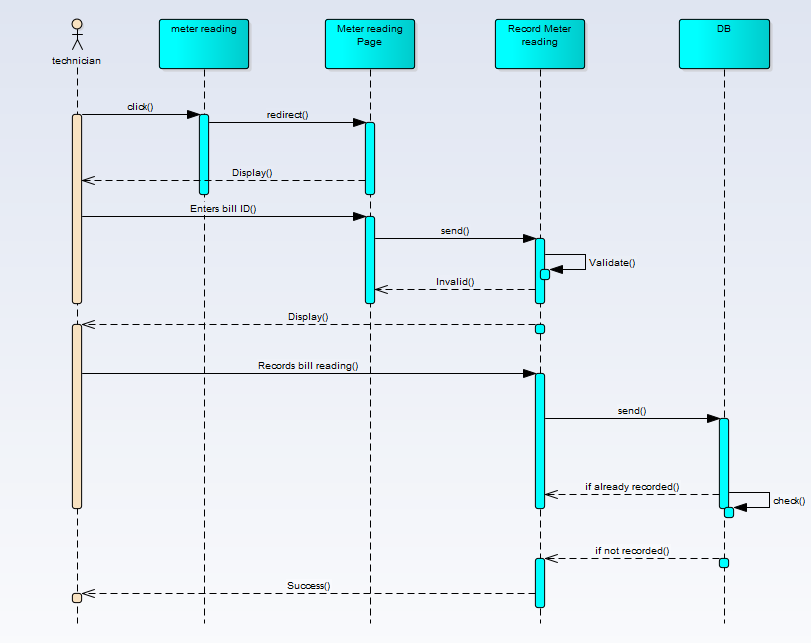 meter reading
Meter reading
Page
Record Meter
reading
DB
technician
click()
redirect()
Display()
Enters bill ID()
send()
Validate()
Invalid()
Display()
Records bill reading()
send()
if already recorded()
check()
if not recorded()
Success()